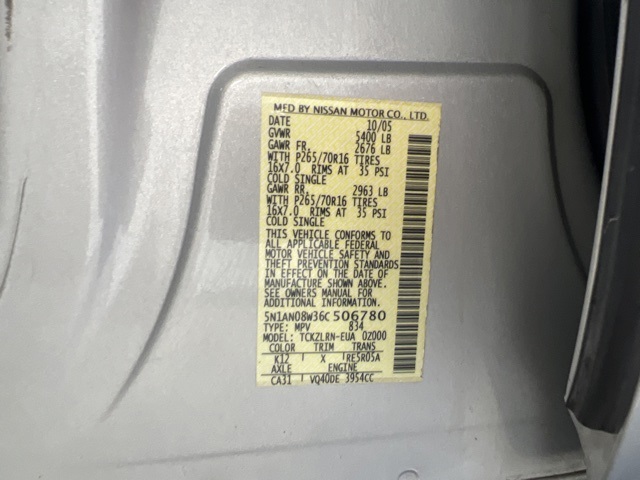 MFD BY NISSAN MOTOR CO., LTD.
DATE 10/05
GVWR 5400 LB
GAWR FR. 2676 LB
WITH P265/70R16 TIRES
16X7.0 RIMS AT 35 PSI
COLD SINGLE
GAWR RR. 2963 LB
WITH P265/70R16 TIRES
16X7.0 RIMS AT 35 PSI
COLD SINGLE
THIS VEHICLE CONFORMS TO
ALL APPLICABLE FEDERAL
MOTOR VEHICLE SAFETY AND
THEFT PREVENTION STANDARDS
IN EFFECT ON THE DATE OF
MANUFACTURE SHOWN ABOVE.
SEE OWNERS MANUAL FOR
ADDITIONAL INFORMATION.
5N1AN08W36C506780
TYPE: MPV 834
MODEL: TCKZLRN-EUA 02000
COLOR TRIM TRANS
K12 X RE5R05A
AXLE ENGINE
CA31 VQ40DE 3954CC